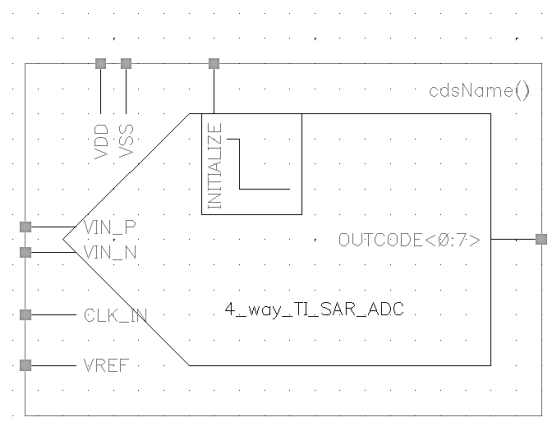 cdsName()
VDD
VSS
INITIALIZE
VIN_P
VIN_N
OUTCODE<0:7>
CLK_IN
4_way_TI_SAR_ADC
VREF